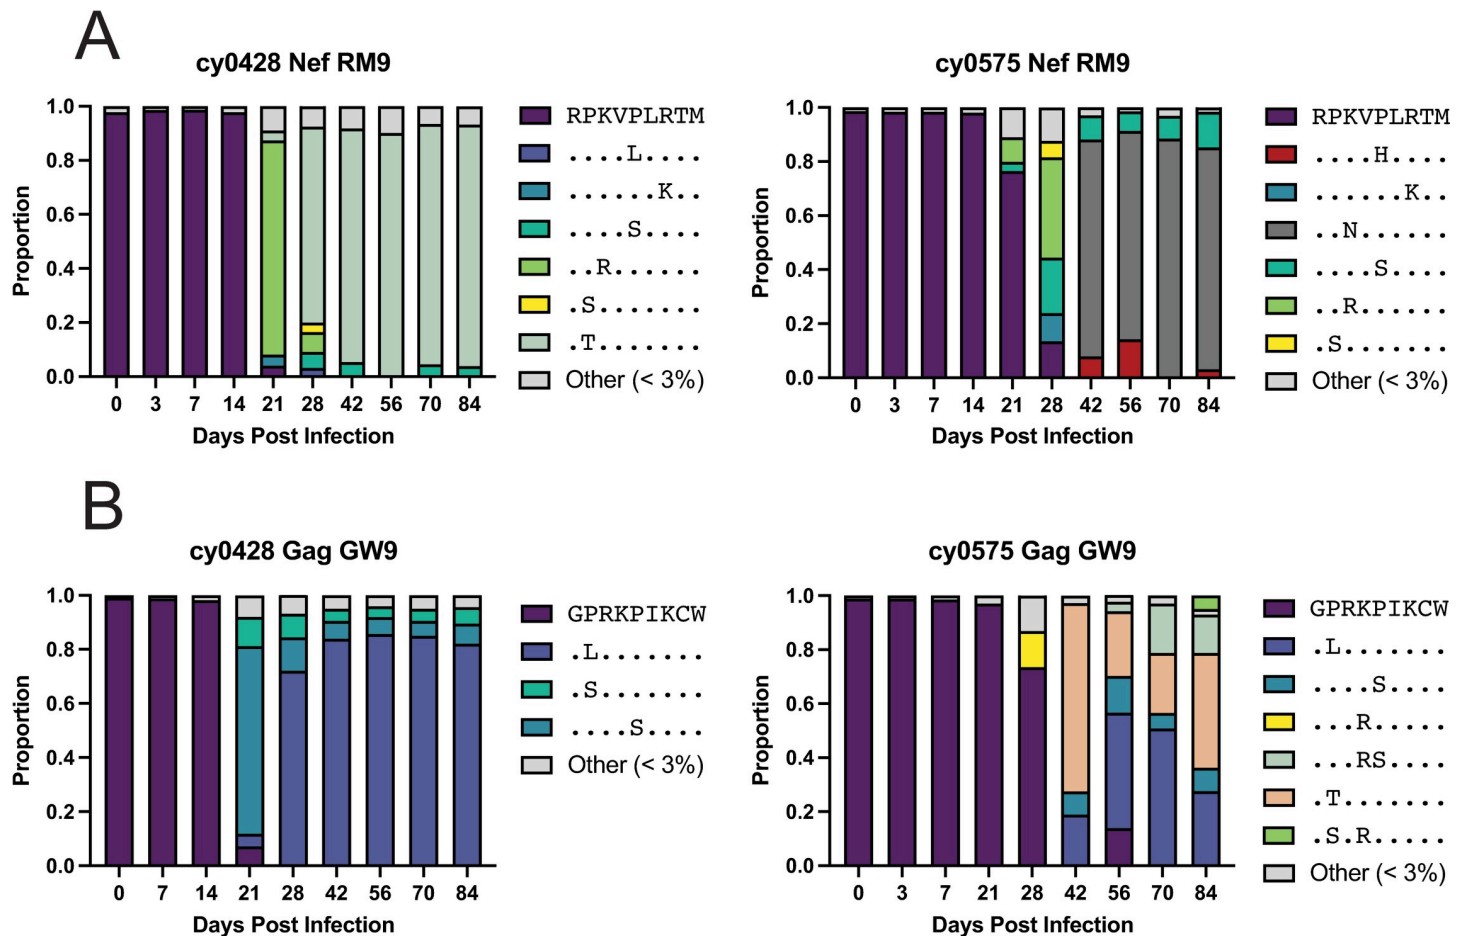 A
cy0428 Nef RM9
Proportion
1.0
0.8
0.6
0.4
0.2
0.0
0 3 7 14 21 28 42 56 70 84
Days Post Infection
RPKVPLRTM
....L....
......K..
....S....
..R......
.S.......
.T.......
Other (< 3%)
cy0575 Nef RM9
Proportion
1.0
0.8
0.6
0.4
0.2
0.0
0 3 7 14 21 28 42 56 70 84
Days Post Infection
RPKVPLRTM
....H....
......K..
..N......
....S....
..R......
.S.......
Other (< 3%)
B
cy0428 Gag GW9
Proportion
1.0
0.8
0.6
0.4
0.2
0.0
0 7 14 21 28 42 56 70 84
Days Post Infection
GPRKPIKCW
.L.......
.S.......
....S....
Other (< 3%)
cy0575 Gag GW9
Proportion
1.0
0.8
0.6
0.4
0.2
0.0
0 3 7 21 28 42 56 70 84
Days Post Infection
GPRKPIKCW
.L.......
....S....
...R.....
...RS....
.T.......
.S.R.....
Other (< 3%)